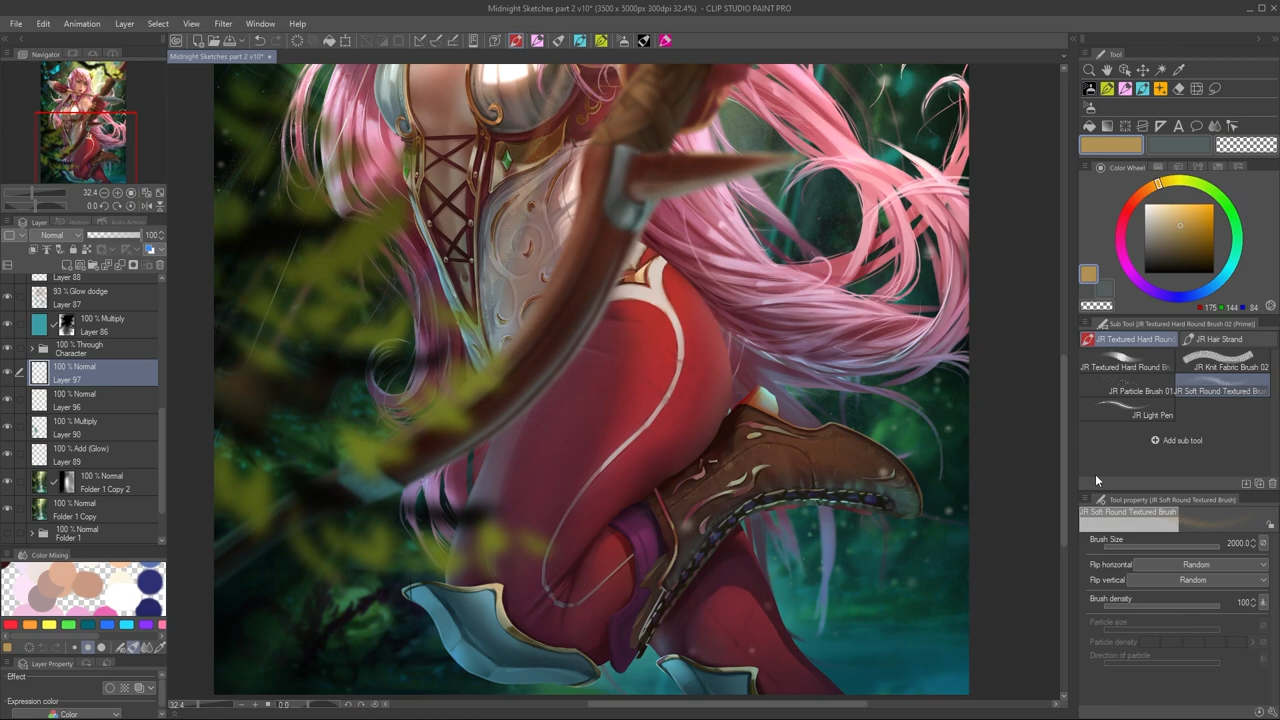 Midnight Sketches part 2 v10* (3500 x 5000px 300dpi 32.4%) - CLIP STUDIO PAINT PRO
File Edit Animation Layer Select View Filter Window Help
Midnight Sketches part 2 v10*
Navigator
32.4
0.0
Layer
History
Auto Action
Normal 100
Layer 88
93 % Glow dodge
Layer 87
100 % Multiply
Layer 86
100 % Through
Character
100 % Normal
Layer 97
100 % Normal
Layer 96
100 % Multiply
Layer 90
100 % Add (Glow)
Layer 89
100 % Normal
Folder 1 Copy 2
100 % Normal
Folder 1 Copy
100 % Normal
Folder 1
Color Mixing
Layer Property
Effect
Expression color
Color
32.4 0.0
Tool
Color Wheel
175 144 84
Sub Tool [JR Textured Hard Round Brush 02 (Prime)]
JR Textured Hard Round
JR Hair Strand
JR Textured Hard Round Br
JR Knit Fabric Brush 02
JR Particle Brush 01
JR Soft Round Textured Bru
JR Light Pen
Add sub tool
Tool property [JR Soft Round Textured Brush]
JR Soft Round Textured Brush
Brush Size 2000.0
Flip horizontal Random
Flip vertical Random
Brush density 100
Particle size
Particle density
Direction of particle